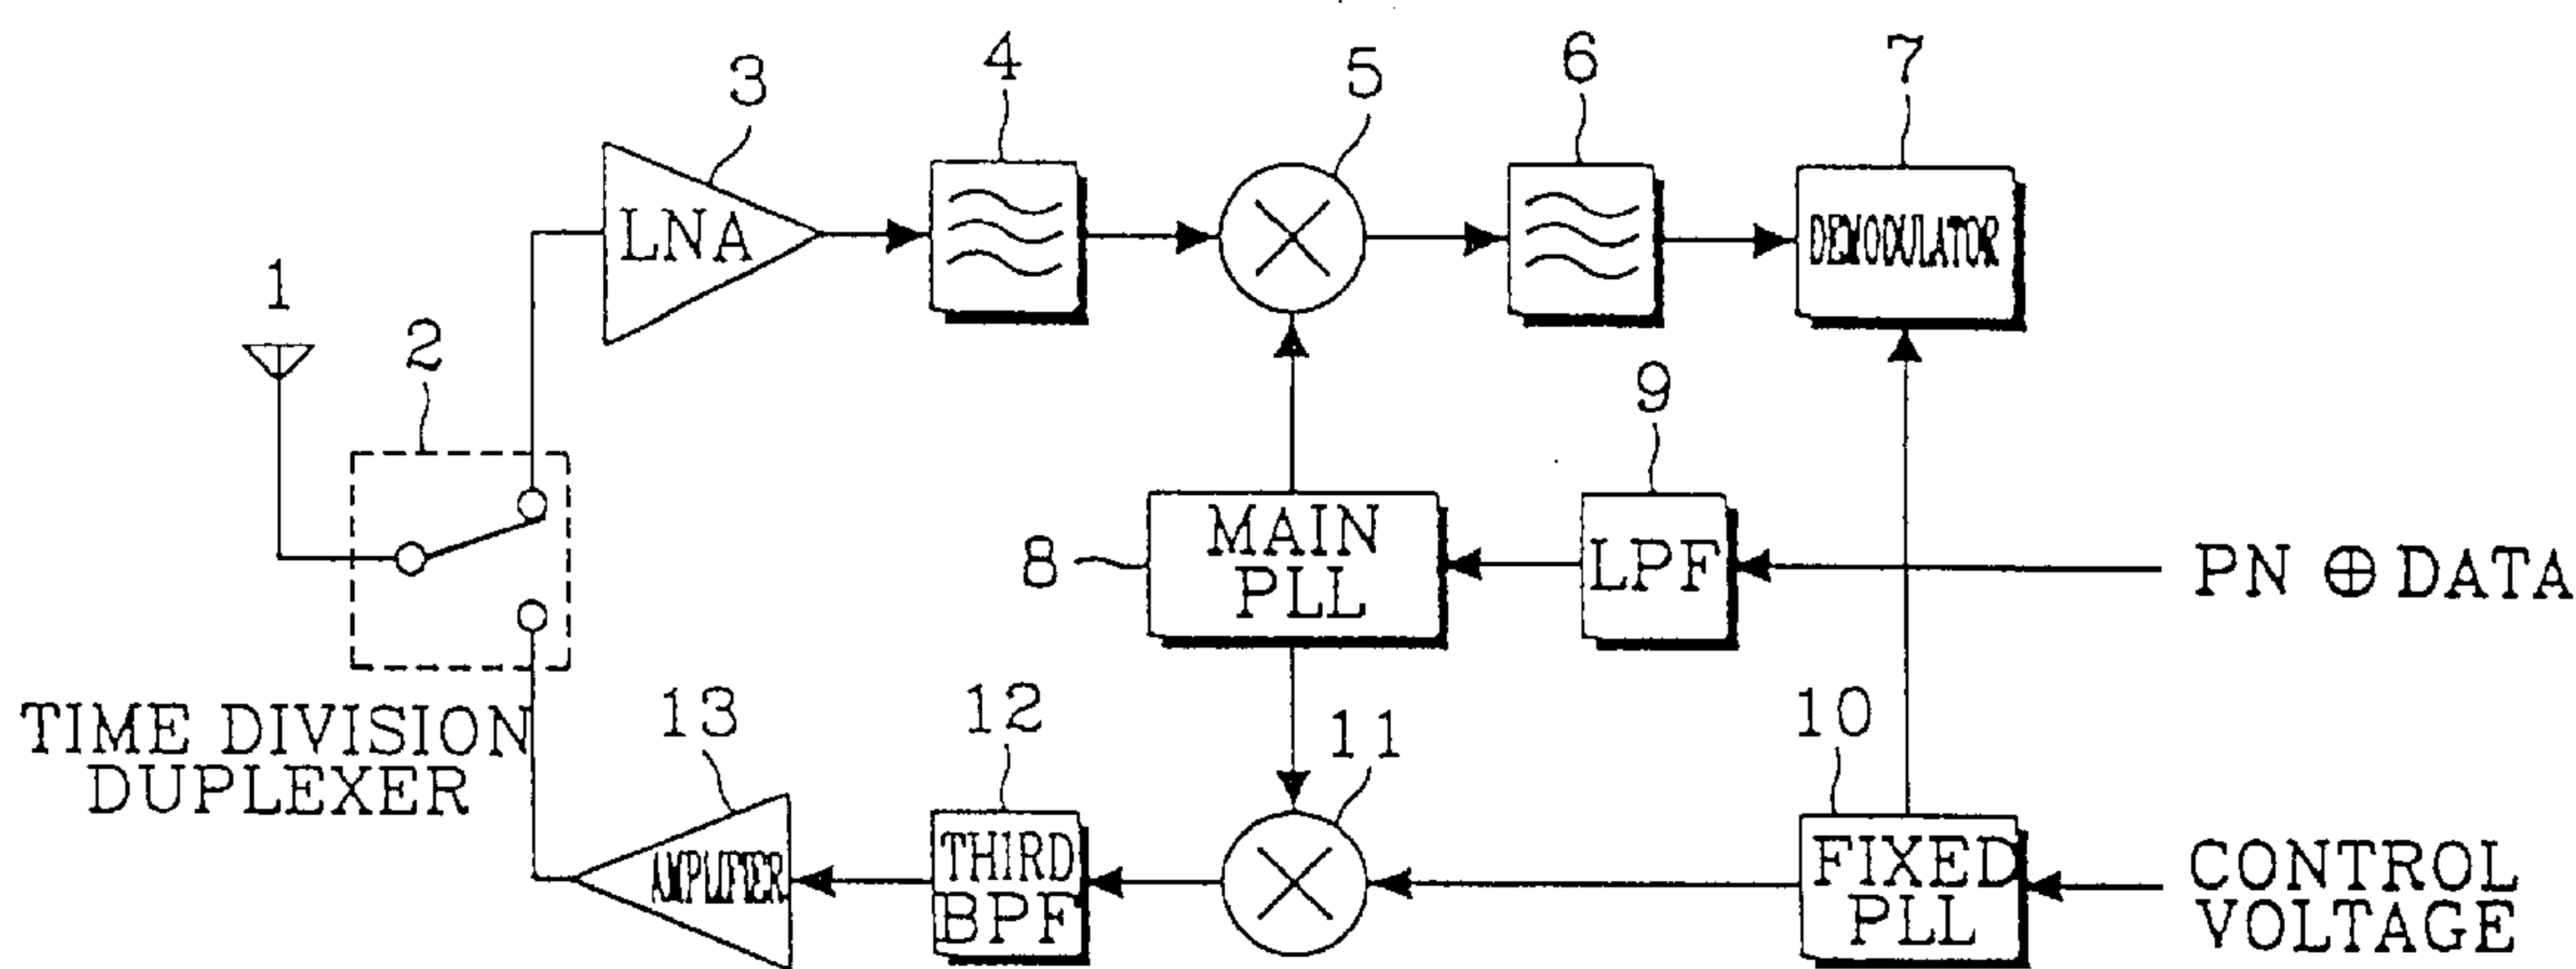 3
4
5
6
7
LNA
DEMODULATOR
1
2
9
8
MAIN
PLL
LPF
PN ⊕ DATA
TIME DIVISION
DUPLEXER
13
12
11
10
AMPLIFIER
THIRD
BPF
FIXED
PLL
CONTROL
VOLTAGE